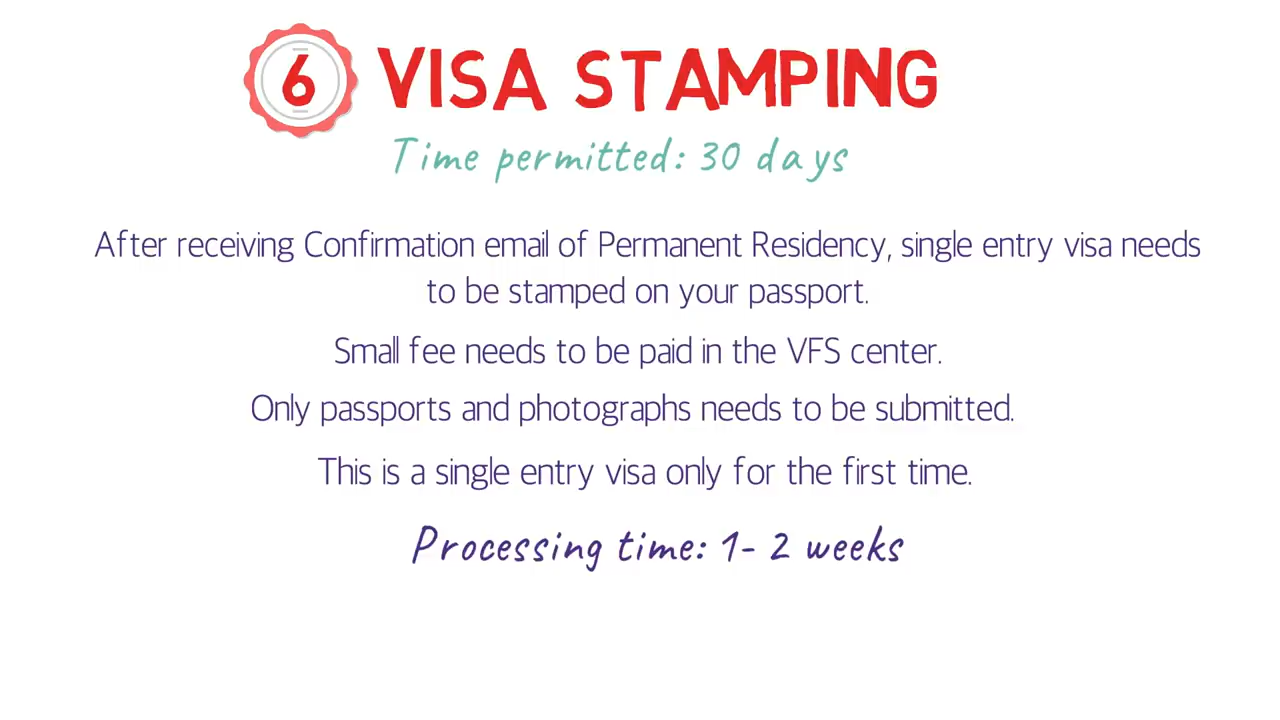 6 VISA STAMPING
Time permitted: 30 days
After receiving Confirmation email of Permanent Residency, single entry visa needs
to be stamped on your passport.
Small fee needs to be paid in the VFS center.
Only passports and photographs needs to be submitted.
This is a single entry visa only for the first time.
Processing time: 1- 2 weeks